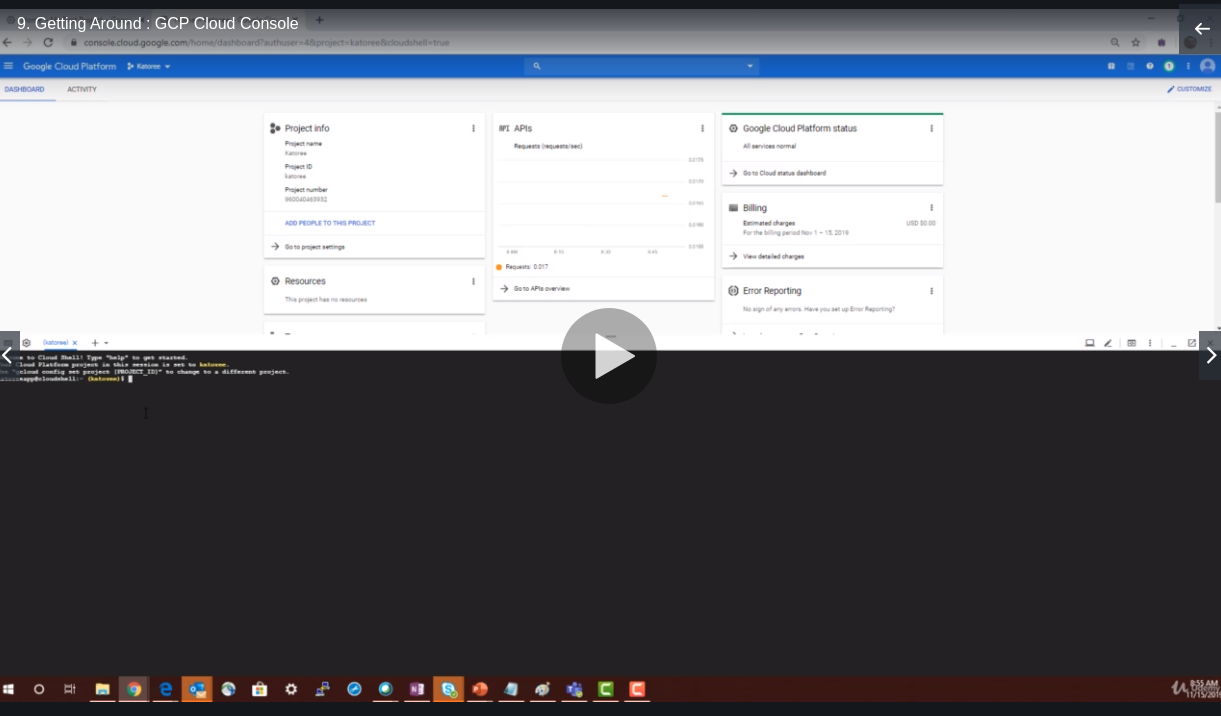 9. Getting Around : GCP Cloud Console
console.cloud.google.com/home/dashboard?authuser=4&project=katoree&cloudshell=true
Google Cloud Platform
Katoree
DASHBOARD
ACTIVITY
CUSTOMIZE
Project info
Project name
Katoree
Project ID
katoree
Project number
960040463932
ADD PEOPLE TO THIS PROJECT
Go to project settings
Resources
This project has no resources
API APIs
Requests (requests/sec)
Requests: 0.017
Go to APIs overview
Google Cloud Platform status
All services normal
Go to Cloud status dashboard
Billing
Estimated charges
USD $0.00
For the billing period Nov 1 – 15, 2019
View detailed charges
Error Reporting
No sign of any errors. Have you set up Error Reporting?
(katoree)
to Cloud Shell! Type "help" to get started.
Cloud Platform project in this session is set to katoree.
"gcloud config set project [PROJECT_ID]" to change to a different project.
@cloudshell:~ (katoree)$
8:55 AM
Udemy
11/15/2019